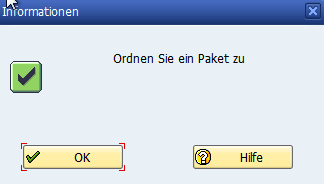 Informationen
Ordnen Sie ein Paket zu
OK
Hilfe